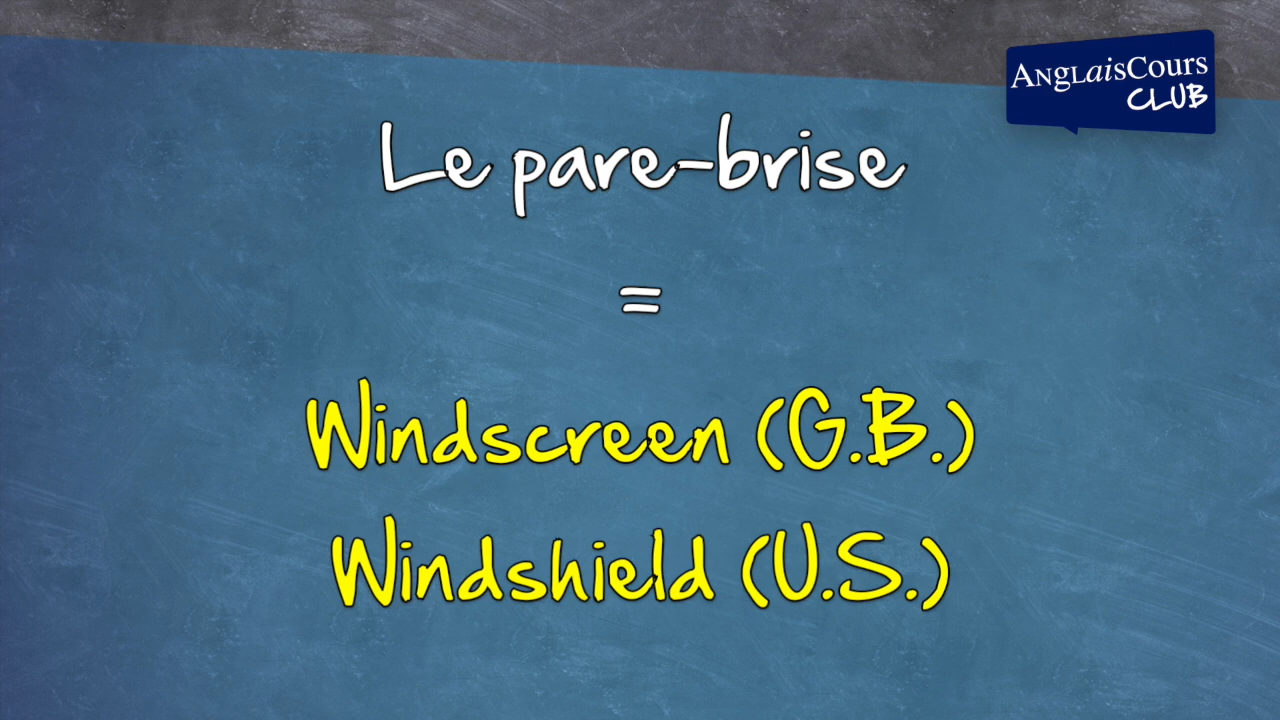 AnglaisCours
CLUB
Le pare-brise
=
Windscreen (G.B.)
Windshield (U.S.)